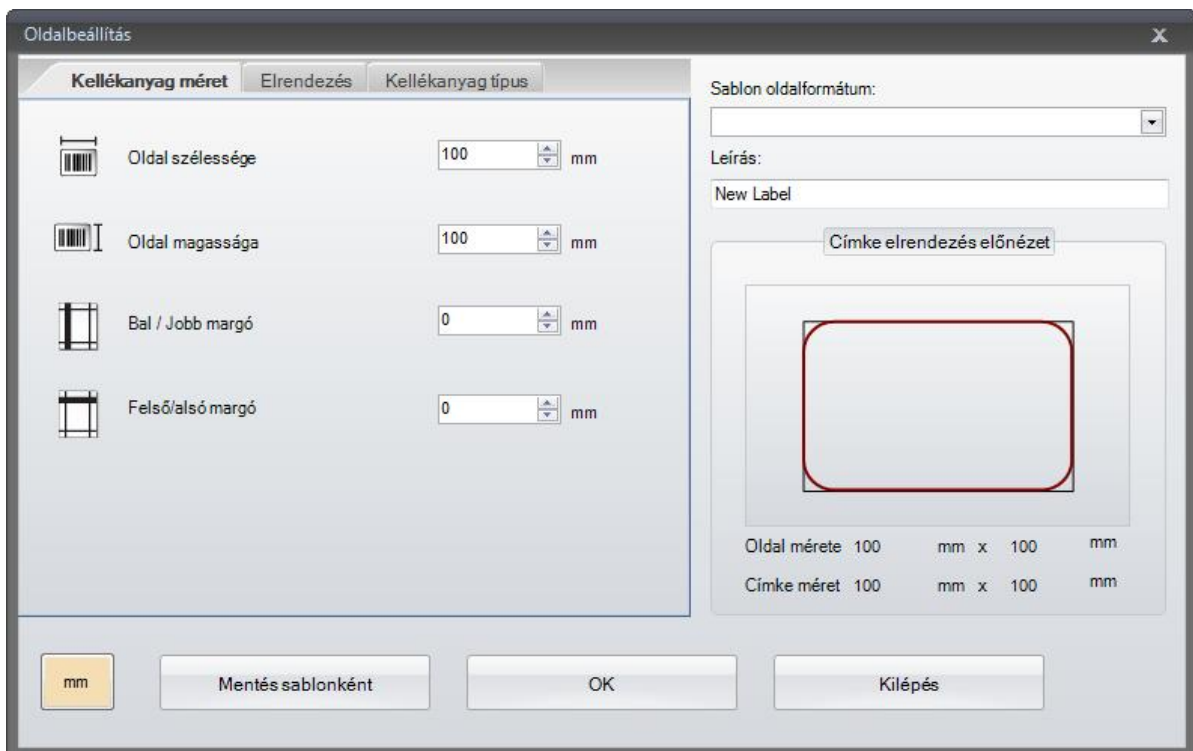 Oldalbeállítás
X
Kellékanyag méret Elrendezés Kellékanyag típus
Oldal szélessége 100 mm
Oldal magassága 100 mm
Bal / Jobb margó 0 mm
Felső/alsó margó 0 mm
Sablon oldalformátum:
Leírás:
New Label
Címke elrendezés előnézet
Oldal mérete 100 mm x 100 mm
Címke méret 100 mm x 100 mm
mm Mentés sablonként OK Kilépés